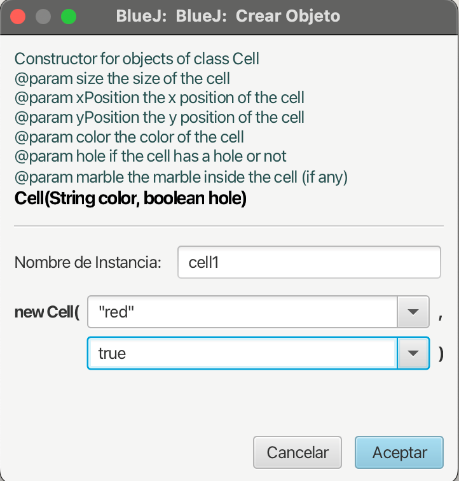 BlueJ: BlueJ: Crear Objeto
Constructor for objects of class Cell
@param size the size of the cell
@param xPosition the x position of the cell
@param yPosition the y position of the cell
@param color the color of the cell
@param hole if the cell has a hole or not
@param marble the marble inside the cell (if any)
Cell(String color, boolean hole)
Nombre de Instancia: cell1
new Cell( "red" ,
true )
Cancelar Aceptar